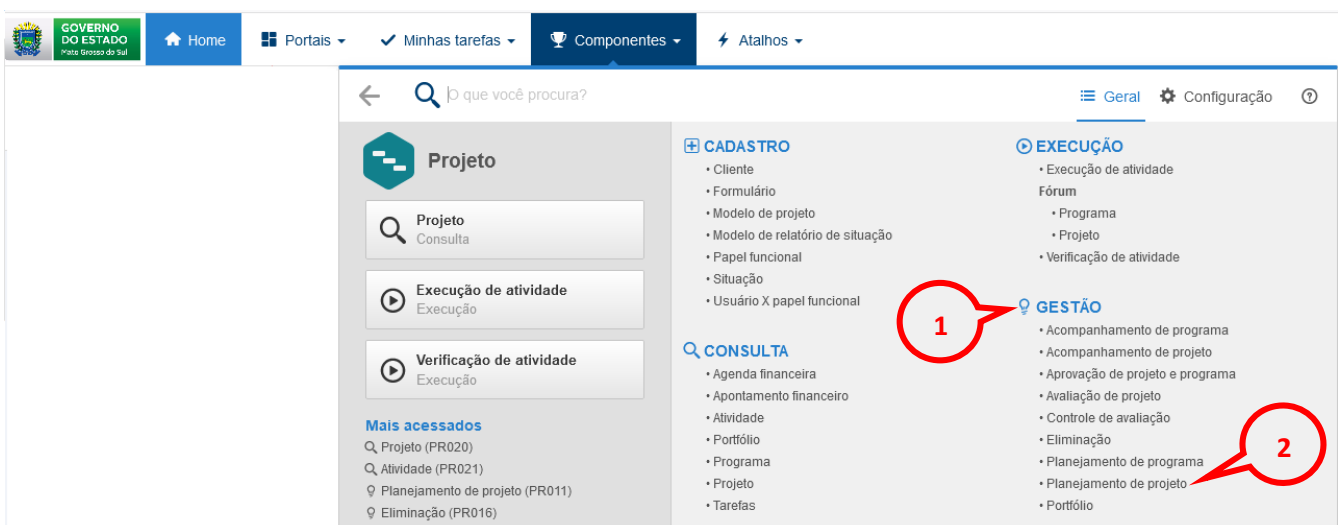 GOVERNO
DO ESTADO
Mato Grosso do Sul
Home
Portais
Minhas tarefas
Componentes
Atalhos
O que você procura?
Geral
Configuração
Projeto
Projeto
Consulta
Execução de atividade
Execução
Verificação de atividade
Execução
Mais acessados
Projeto (PR020)
Atividade (PR021)
Planejamento de projeto (PR011)
Eliminação (PR016)
CADASTRO
• Cliente
• Formulário
• Modelo de projeto
• Modelo de relatório de situação
• Papel funcional
• Situação
• Usuário X papel funcional
CONSULTA
• Agenda financeira
• Apontamento financeiro
• Atividade
• Portfólio
• Programa
• Projeto
• Tarefas
EXECUÇÃO
• Execução de atividade
Fórum
• Programa
• Projeto
• Verificação de atividade
1
GESTÃO
• Acompanhamento de programa
• Acompanhamento de projeto
• Aprovação de projeto e programa
• Avaliação de projeto
• Controle de avaliação
• Eliminação
• Planejamento de programa
• Planejamento de projeto
• Portfólio
2